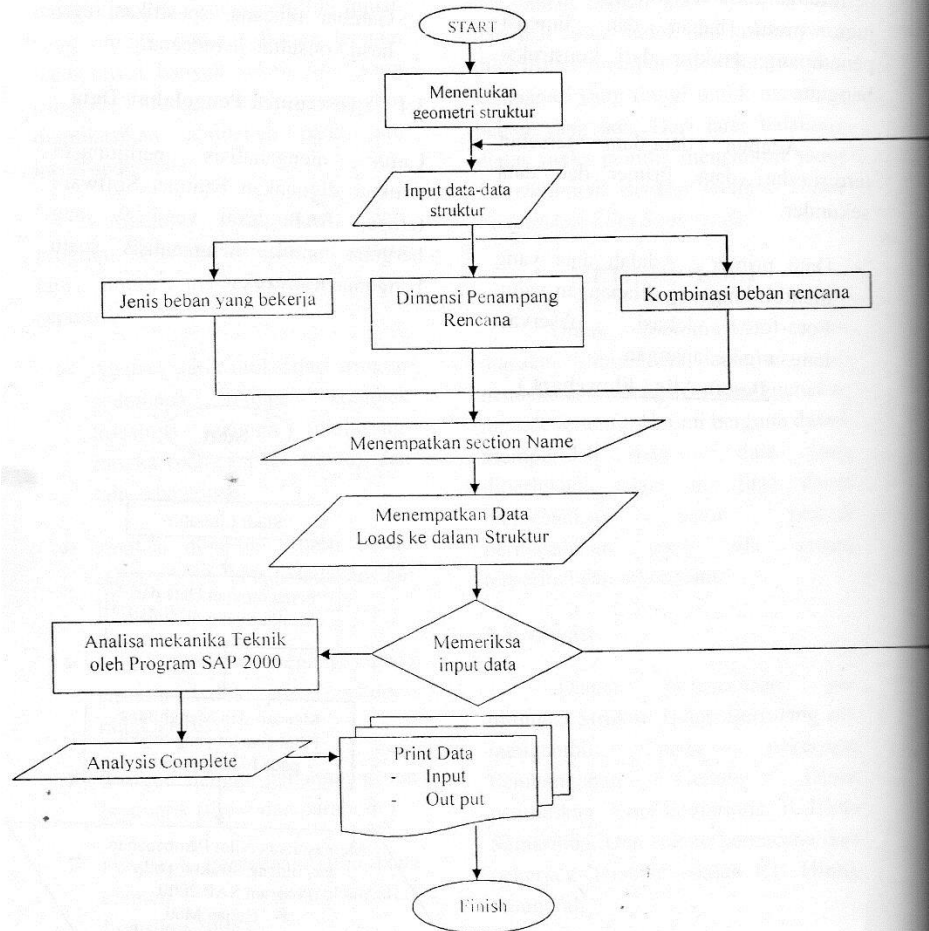 START
Menentukan
geometri struktur
Input data-data
struktur
Jenis beban yang bekerja
Dimensi Penampang
Rencana
Kombinasi beban rencana
Menempatkan section Name
Menempatkan Data
Loads ke dalam Struktur
Memeriksa
input data
Analisa mekanika Teknik
oleh Program SAP 2000
Analysis Complete
Print Data
Input
- Out put
Finish